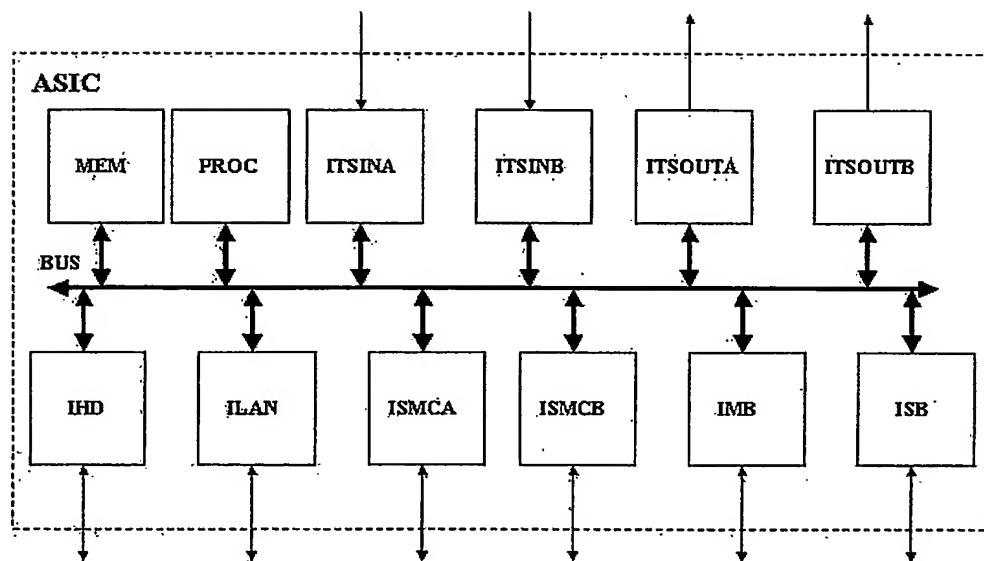 ASIC
MEM
PROC
ITSINA
ITSINB
ITSOUTA
ITSOUTB
BUS
IHD
ILAN
ISMCA
ISMCB
IMB
ISB